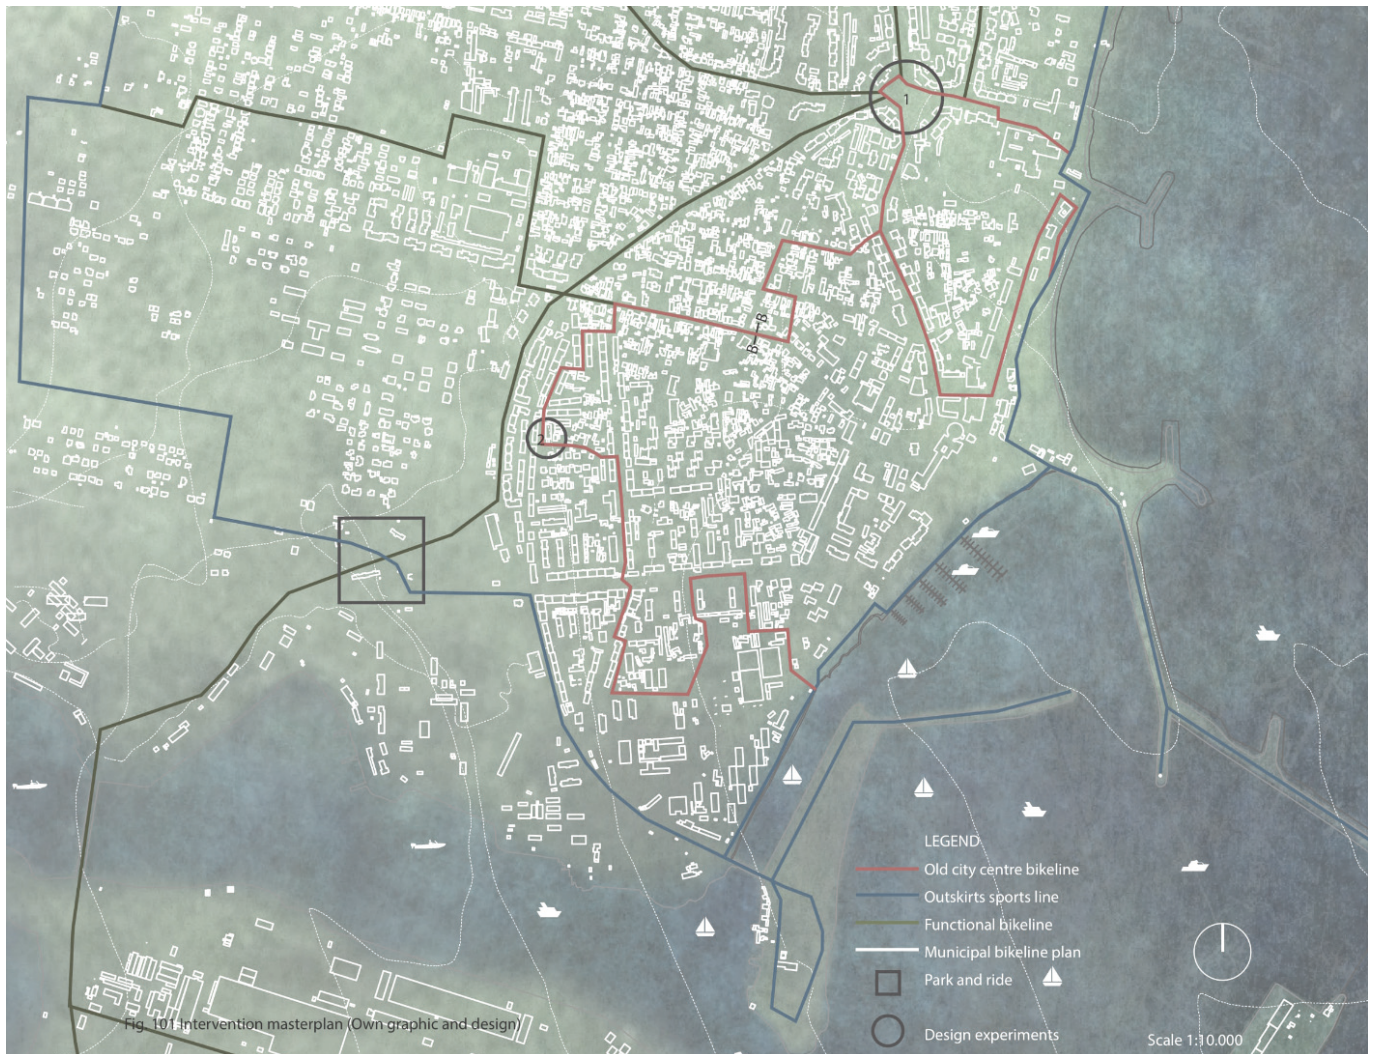 1
B
B
2
LEGEND
Old city centre bikeline
Outskirts sports line
Functional bikeline
Municipal bikeline plan
Park and ride
Design experiments
Fig. 101 Intervention masterplan (Own graphic and design)
Scale 1:10.000